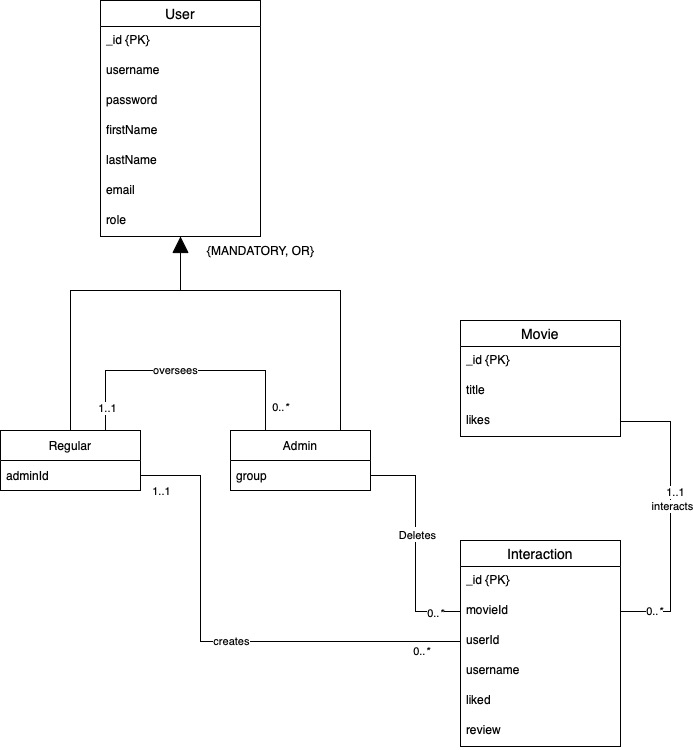 User
_id {PK}
username
password
firstName
lastName
email
role
{MANDATORY, OR}
oversees
1..1
0..*
Regular
adminId
Admin
group
1..1
Movie
_id {PK}
title
likes
1..1
interacts
Deletes
0..*
0..*
creates
0..*
Interaction
_id {PK}
movieId
userId
username
liked
review